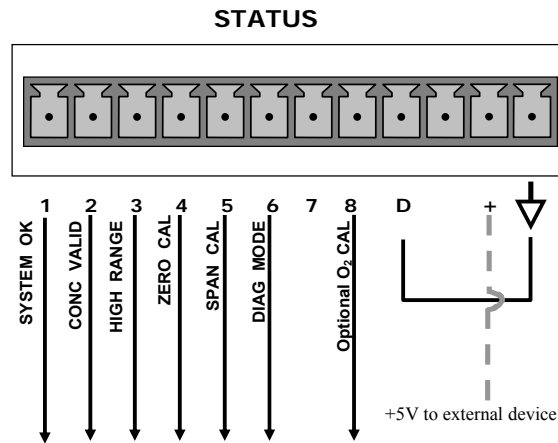 STATUS
1 2 3 4 5 6 7 8 D +
SYSTEM OK
CONC VALID
HIGH RANGE
ZERO CAL
SPAN CAL
DIAG MODE
Optional O₂ CAL
+5V to external device